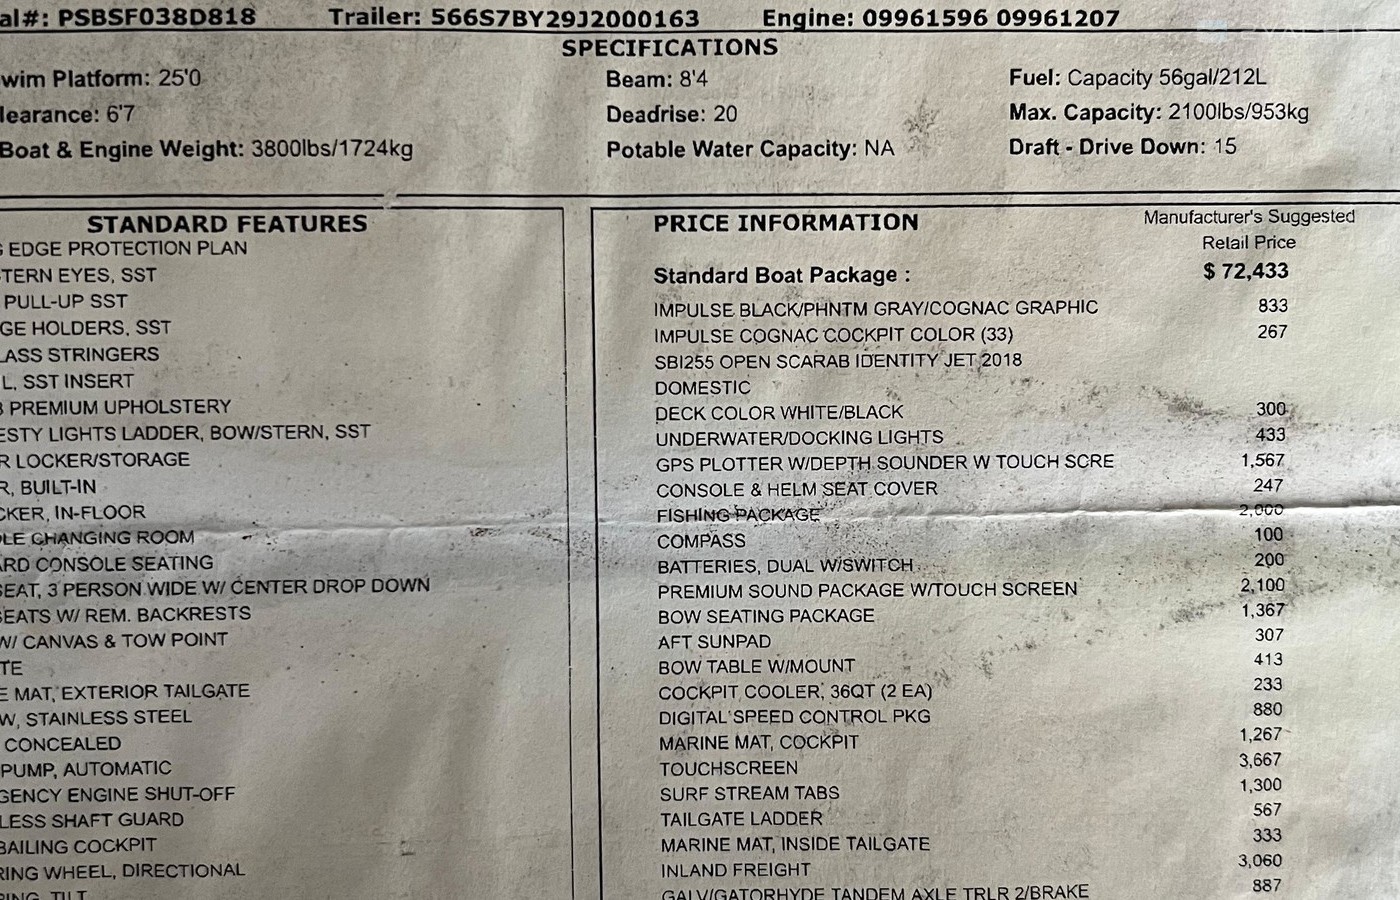 al#: PSBSF038D818 Trailer: 566S7BY29J2000163 Engine: 09961596 09961207
SPECIFICATIONS
wim Platform: 25'0 Beam: 8'4 Fuel: Capacity 56gal/212L
learance: 6'7 Deadrise: 20 Max. Capacity: 2100lbs/953kg
Boat & Engine Weight: 3800lbs/1724kg Potable Water Capacity: NA Draft - Drive Down: 15
STANDARD FEATURES
G EDGE PROTECTION PLAN
TERN EYES, SST
PULL-UP SST
GE HOLDERS, SST
LASS STRINGERS
L, SST INSERT
B PREMIUM UPHOLSTERY
ESTY LIGHTS LADDER, BOW/STERN, SST
R LOCKER/STORAGE
R, BUILT-IN
CKER, IN-FLOOR
LE CHANGING ROOM
ARD CONSOLE SEATING
SEAT, 3 PERSON WIDE W/ CENTER DROP DOWN
SEATS W/ REM. BACKRESTS
W/ CANVAS & TOW POINT
TE
E MAT, EXTERIOR TAILGATE
W, STAINLESS STEEL
CONCEALED
PUMP, AUTOMATIC
GENCY ENGINE SHUT-OFF
LESS SHAFT GUARD
BAILING COCKPIT
RING WHEEL, DIRECTIONAL
RING, TILT
PRICE INFORMATION Manufacturer's Suggested
Retail Price
Standard Boat Package : $ 72,433
IMPULSE BLACK/PHNTM GRAY/COGNAC GRAPHIC 833
IMPULSE COGNAC COCKPIT COLOR (33) 267
SBI255 OPEN SCARAB IDENTITY JET 2018
DOMESTIC
DECK COLOR WHITE/BLACK 300
UNDERWATER/DOCKING LIGHTS 433
GPS PLOTTER W/DEPTH SOUNDER W TOUCH SCRE 1,567
CONSOLE & HELM SEAT COVER 247
FISHING PACKAGE 2,000
COMPASS 100
BATTERIES, DUAL W/SWITCH 200
PREMIUM SOUND PACKAGE W/TOUCH SCREEN 2,100
BOW SEATING PACKAGE 1,367
AFT SUNPAD 307
BOW TABLE W/MOUNT 413
COCKPIT COOLER, 36QT (2 EA) 233
DIGITAL SPEED CONTROL PKG 880
MARINE MAT, COCKPIT 1,267
TOUCHSCREEN 3,667
SURF STREAM TABS 1,300
TAILGATE LADDER 567
MARINE MAT, INSIDE TAILGATE 333
INLAND FREIGHT 3,060
GALV/GATORHYDE TANDEM AXLE TRLR 2/BRAKE 887